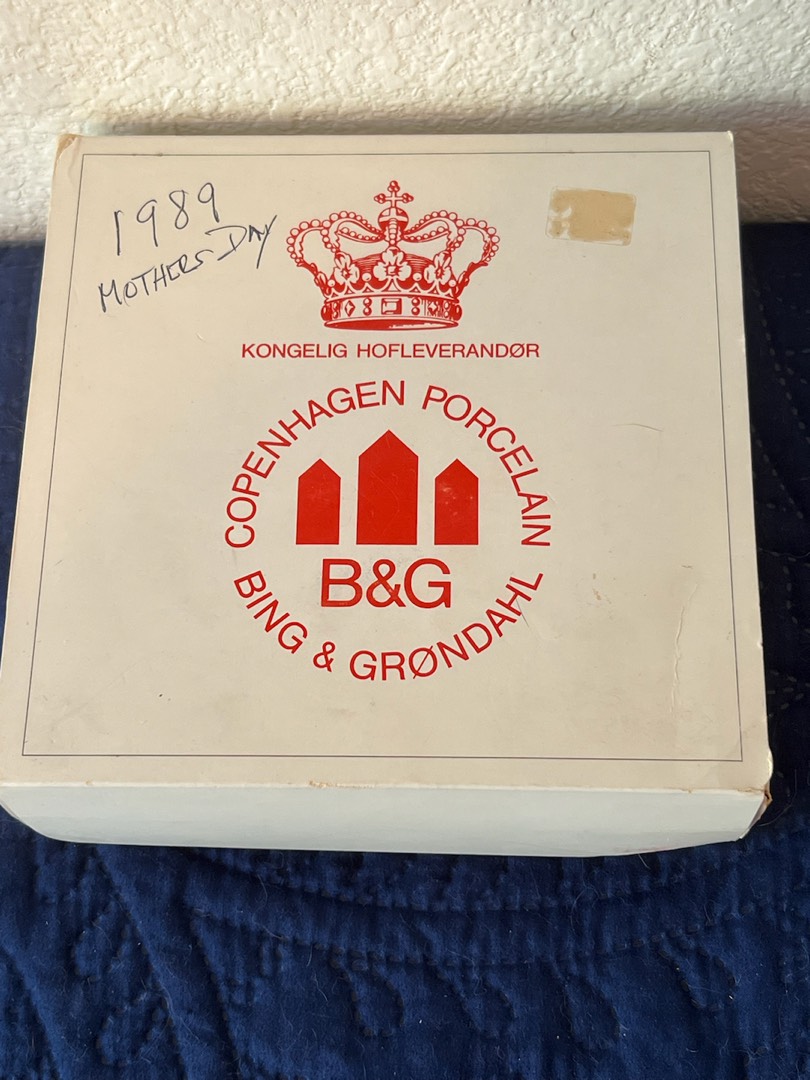 1989
MOTHERS DAY
KONGELIG HOFLEVERANDØR
COPENHAGEN PORCELAIN
B&G
BING & GRØNDAHL